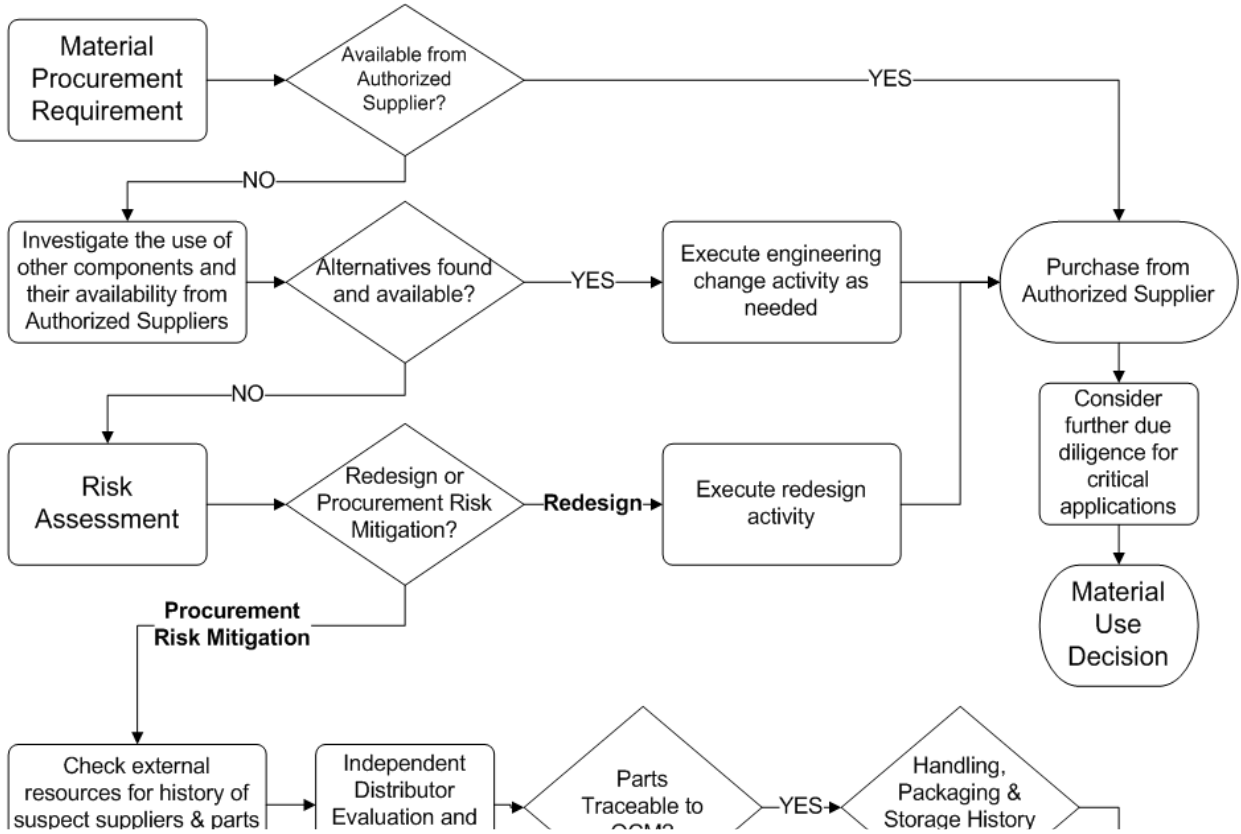 Material
Procurement
Requirement
Available from
Authorized
Supplier?
YES
NO
Investigate the use of
other components and
their availability from
Authorized Suppliers
Alternatives found
and available?
YES
Execute engineering
change activity as
needed
Purchase from
Authorized Supplier
NO
Consider
further due
diligence for
critical
applications
Risk
Assessment
Redesign or
Procurement Risk
Mitigation?
Redesign
Execute redesign
activity
Material
Use
Decision
Procurement
Risk Mitigation
Check external
resources for history of
suspect suppliers & parts
Independent
Distributor
Evaluation and
Parts
Traceable to
YES
Handling,
Packaging &
Storage History